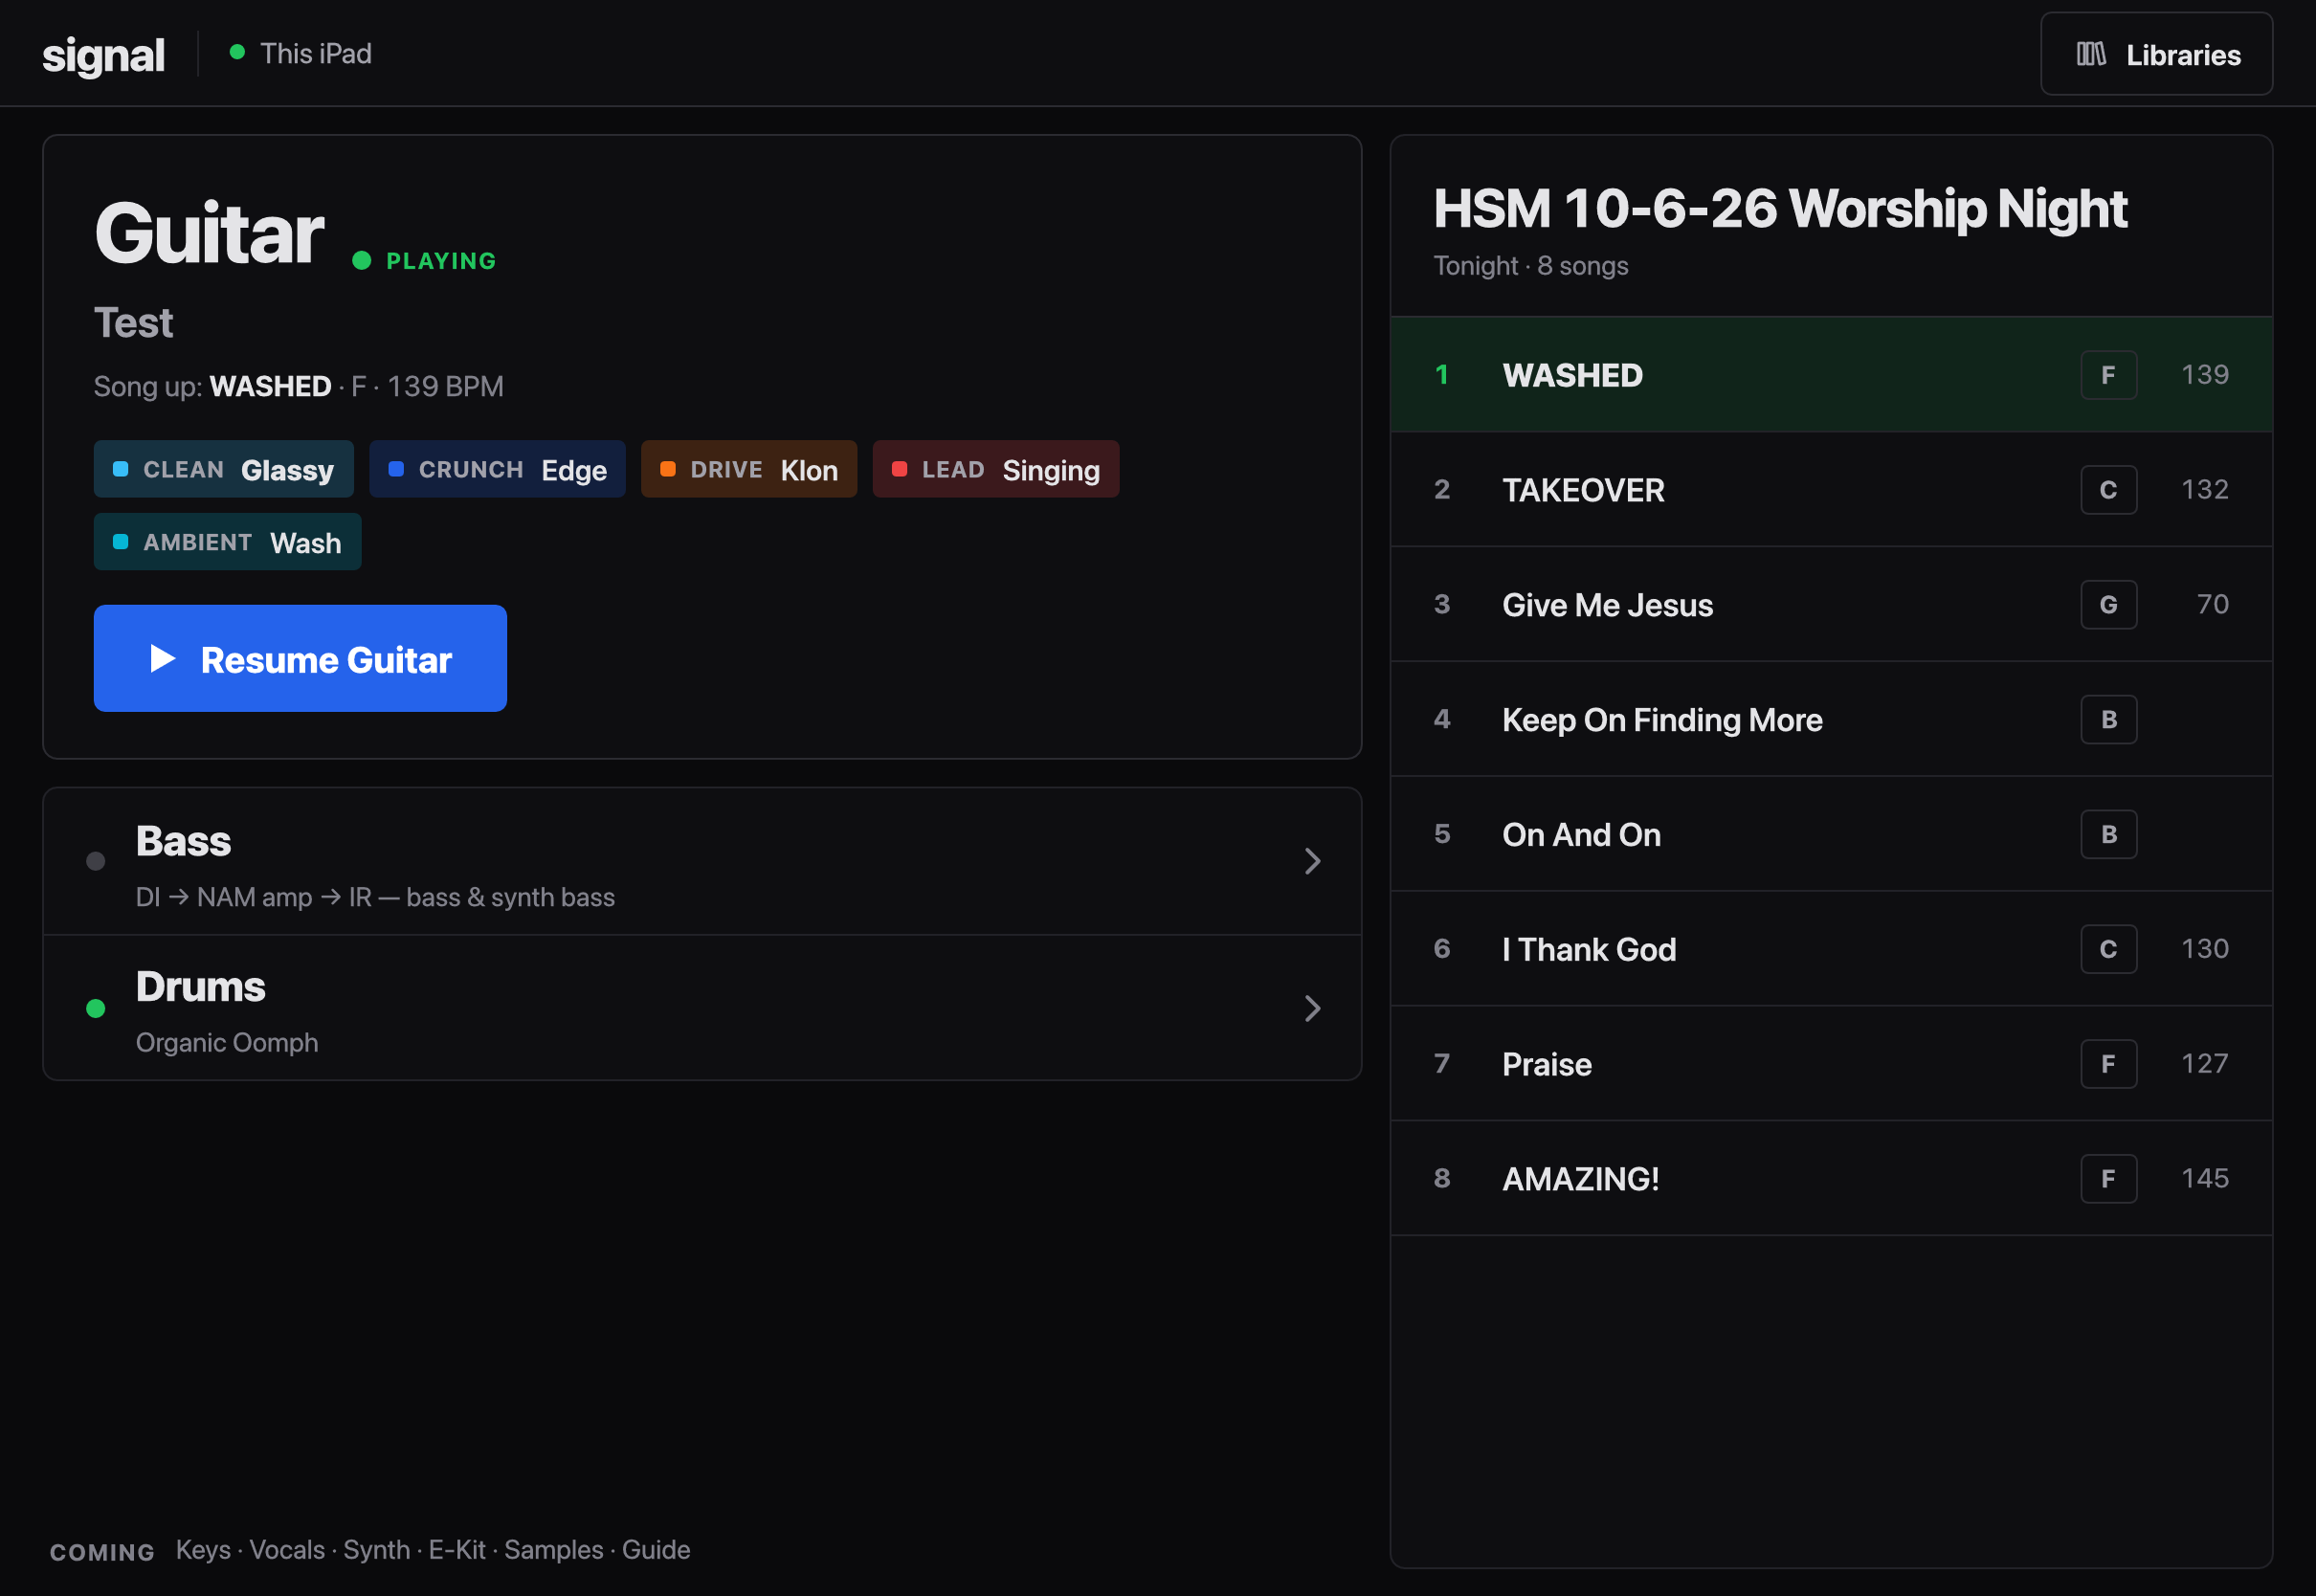 signal
This iPad
Libraries
Guitar
PLAYING
Test
Song up: WASHED · F · 139 BPM
CLEAN Glassy
CRUNCH Edge
DRIVE Klon
LEAD Singing
AMBIENT Wash
Resume Guitar
Bass
DI → NAM amp → IR — bass & synth bass
Drums
Organic Oomph
COMING Keys · Vocals · Synth · E-Kit · Samples · Guide
HSM 10-6-26 Worship Night
Tonight · 8 songs
1 WASHED F 139
2 TAKEOVER C 132
3 Give Me Jesus G 70
4 Keep On Finding More B
5 On And On B
6 I Thank God C 130
7 Praise F 127
8 AMAZING! F 145